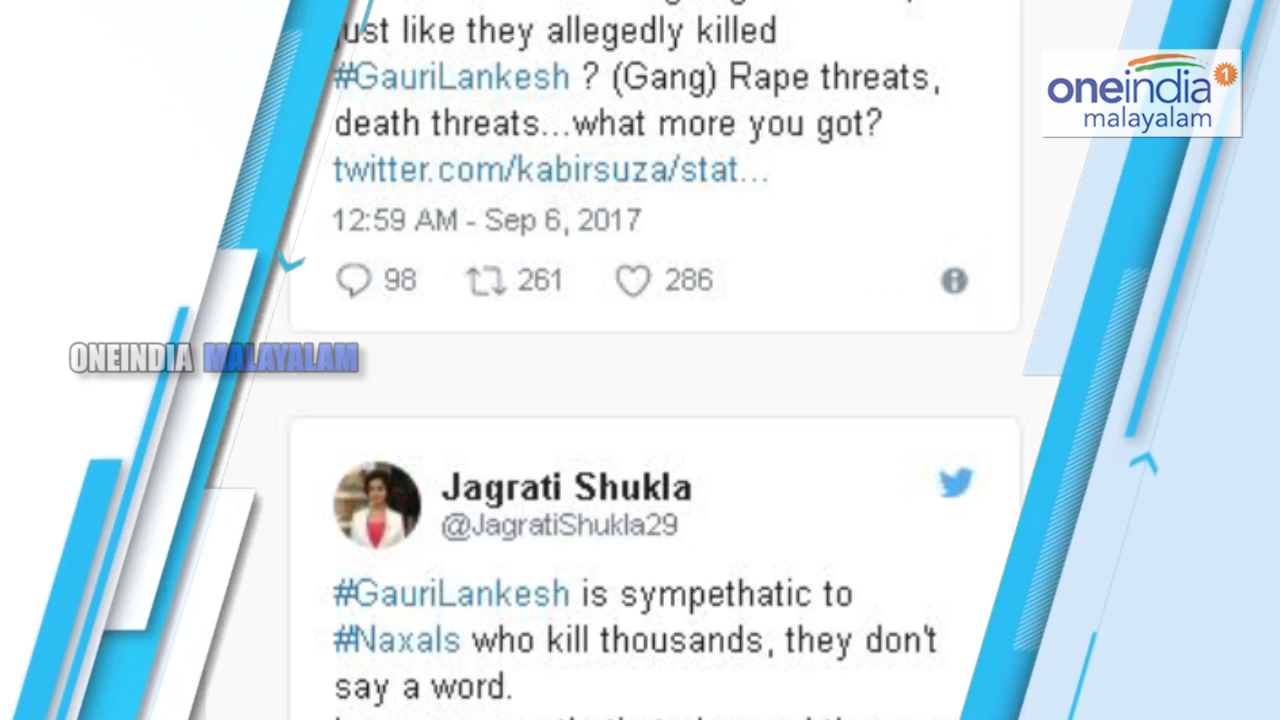 just like they allegedly killed
#GauriLankesh ? (Gang) Rape threats,
death threats...what more you got?
twitter.com/kabirsuza/stat...
12:59 AM - Sep 6, 2017
98 261 286
oneindia 1
malayalam
ONEINDIA MALAYALAM
Jagrati Shukla
@JagratiShukla29
#GauriLankesh is sympethatic to
#Naxals who kill thousands, they don't
say a word.